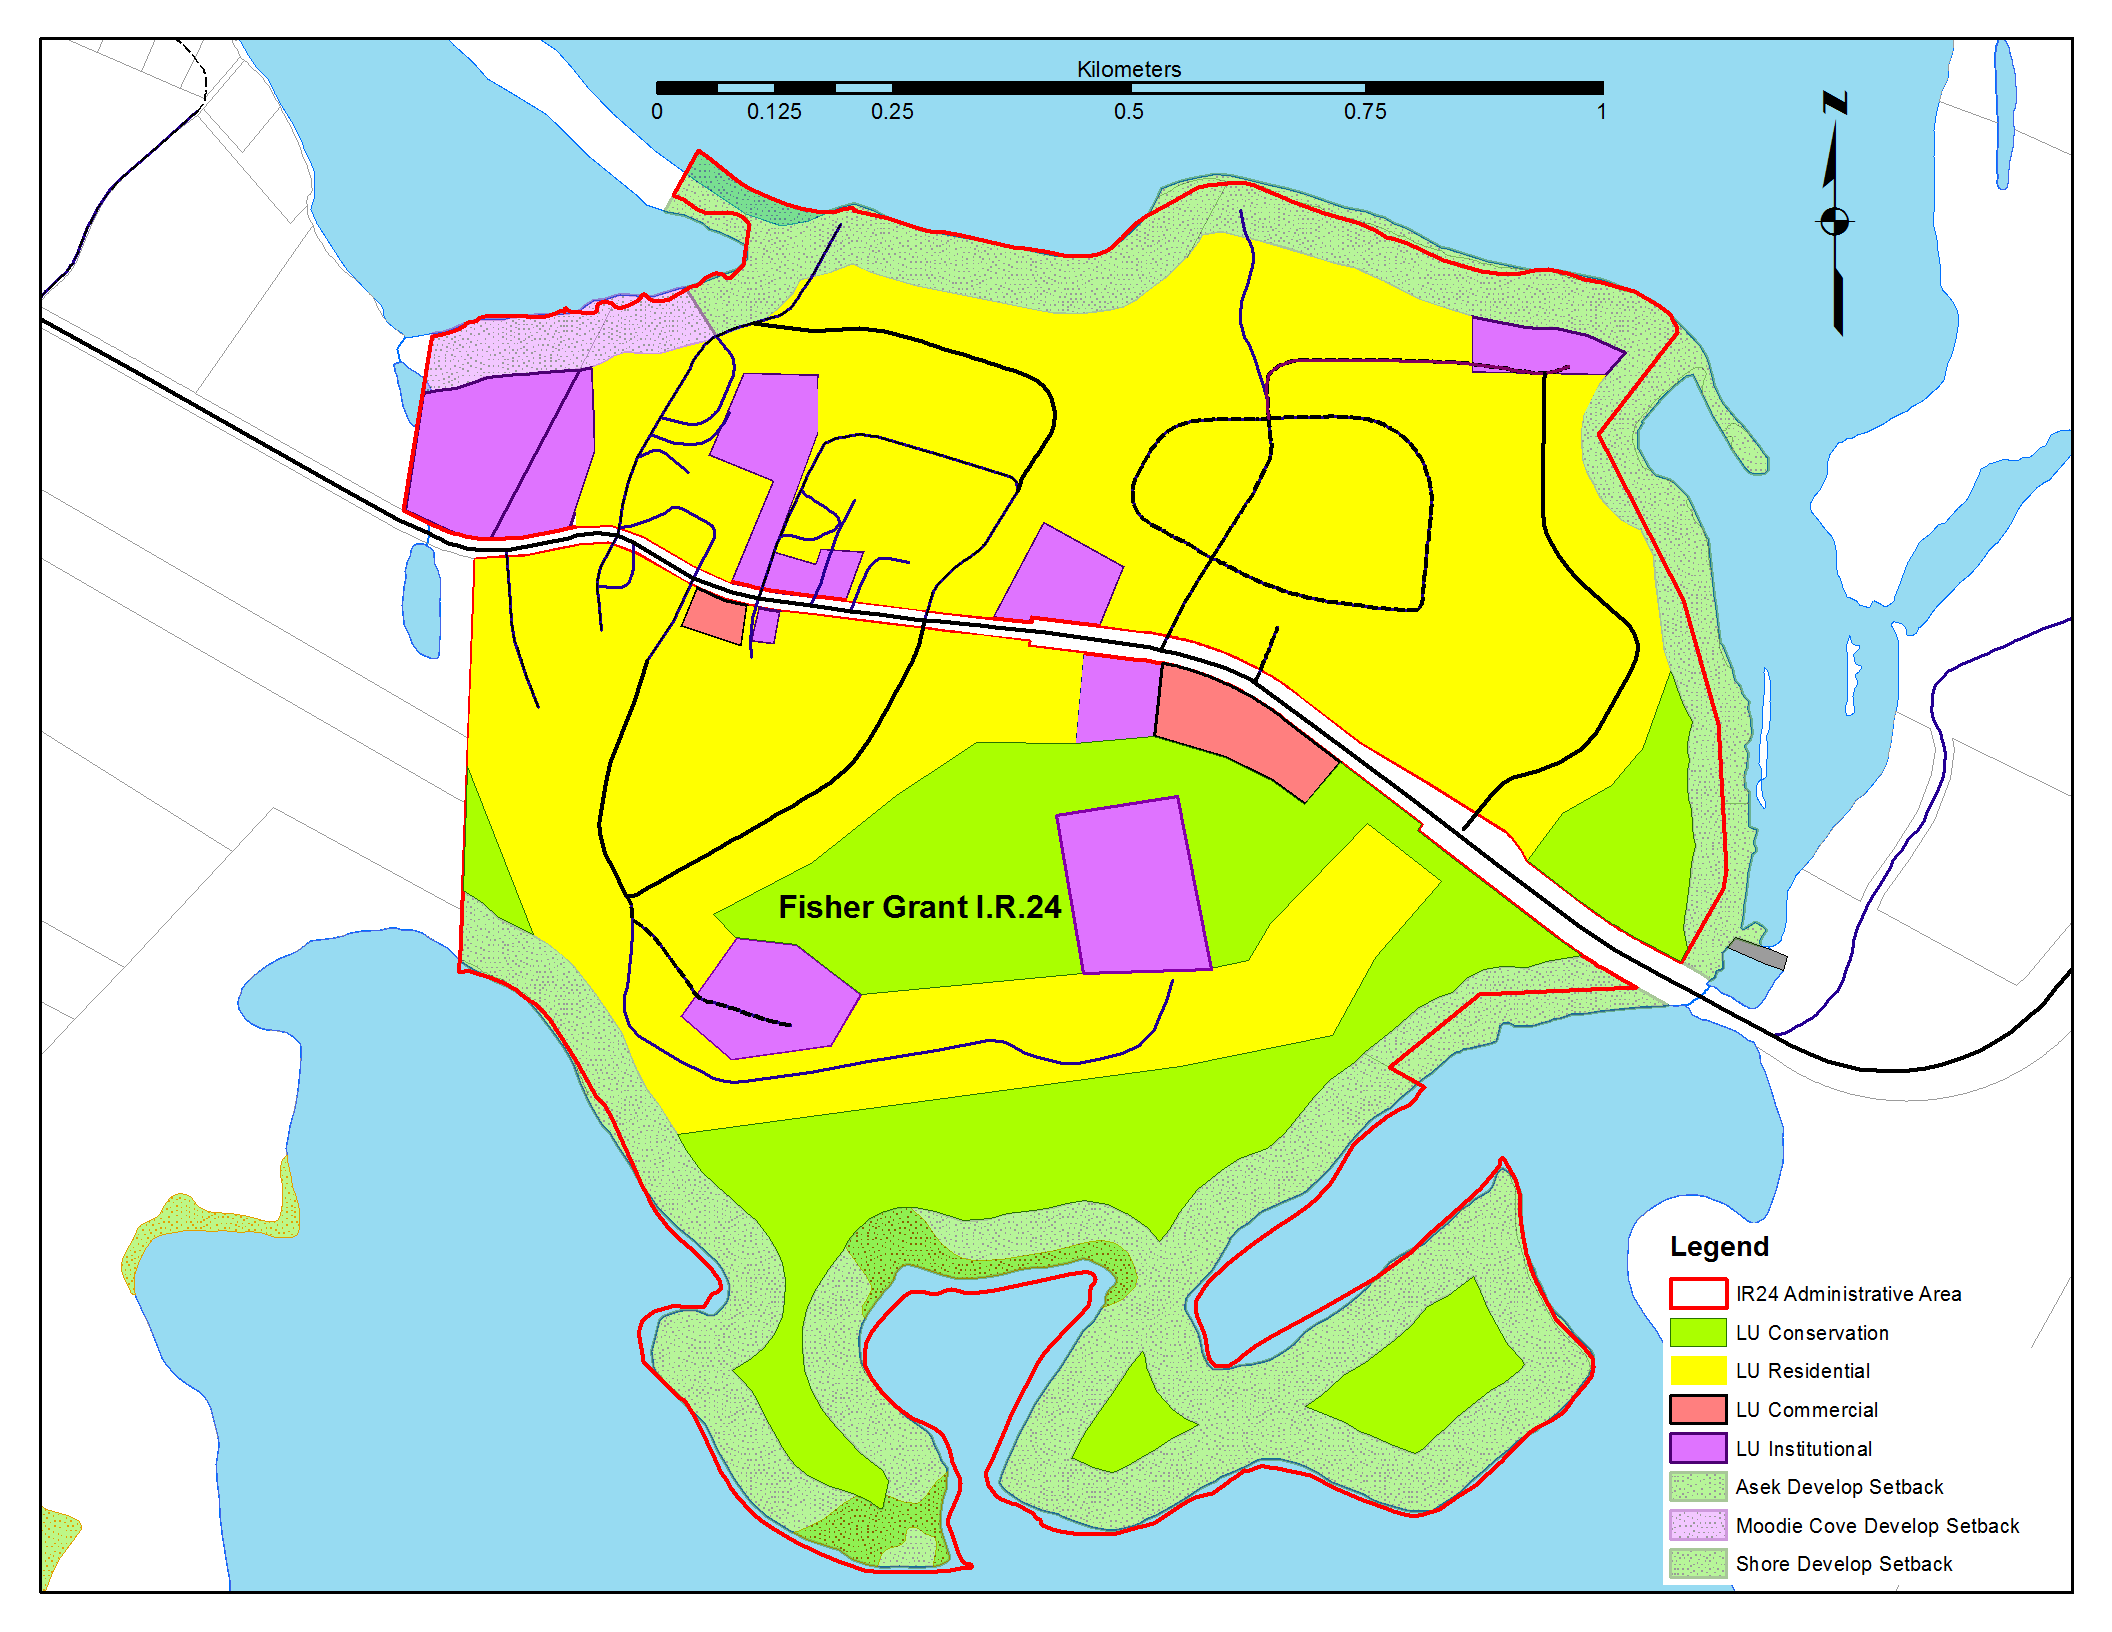 Kilometers
0 0.125 0.25 0.5 0.75 1
N
Fisher Grant I.R.24
Legend
IR24 Administrative Area
LU Conservation
LU Residential
LU Commercial
LU Institutional
Asek Develop Setback
Moodie Cove Develop Setback
Shore Develop Setback